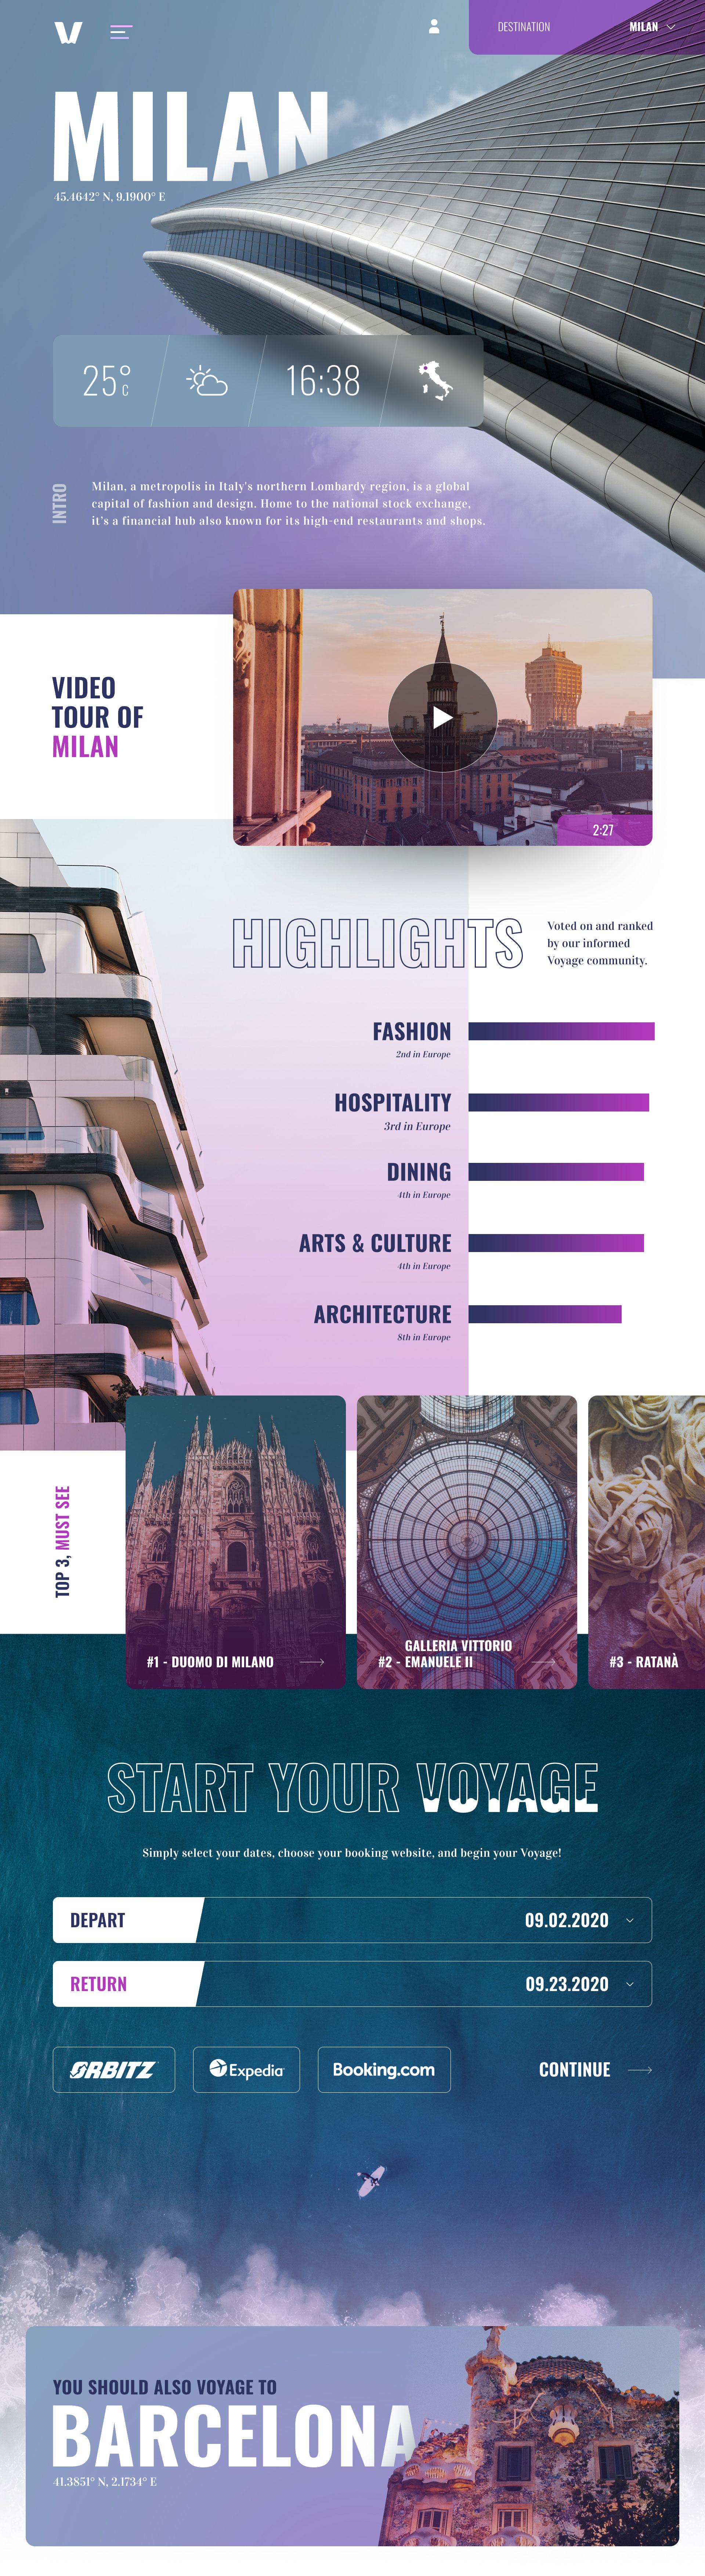 DESTINATION
MILAN
MILAN
45.4642° N, 9.1900° E
25°
C
16:38
INTRO
Milan, a metropolis in Italy's northern Lombardy region, is a global
capital of fashion and design. Home to the national stock exchange,
it's a financial hub also known for its high-end restaurants and shops.
VIDEO
TOUR OF
MILAN
2:27
HIGHLIGHTS
Voted on and ranked
by our informed
Voyage community.
FASHION
2nd in Europe
HOSPITALITY
3rd in Europe
DINING
4th in Europe
ARTS & CULTURE
4th in Europe
ARCHITECTURE
8th in Europe
TOP 3, MUST SEE
#1 - DUOMO DI MILANO
GALLERIA VITTORIO
#2 - EMANUELE II
#3 - RATANÀ
START YOUR VOYAGE
Simply select your dates, choose your booking website, and begin your Voyage!
DEPART
09.02.2020
RETURN
09.23.2020
ORBITZ
Expedia
Booking.com
CONTINUE
YOU SHOULD ALSO VOYAGE TO
BARCELONA
41.3851° N, 2.1734° E